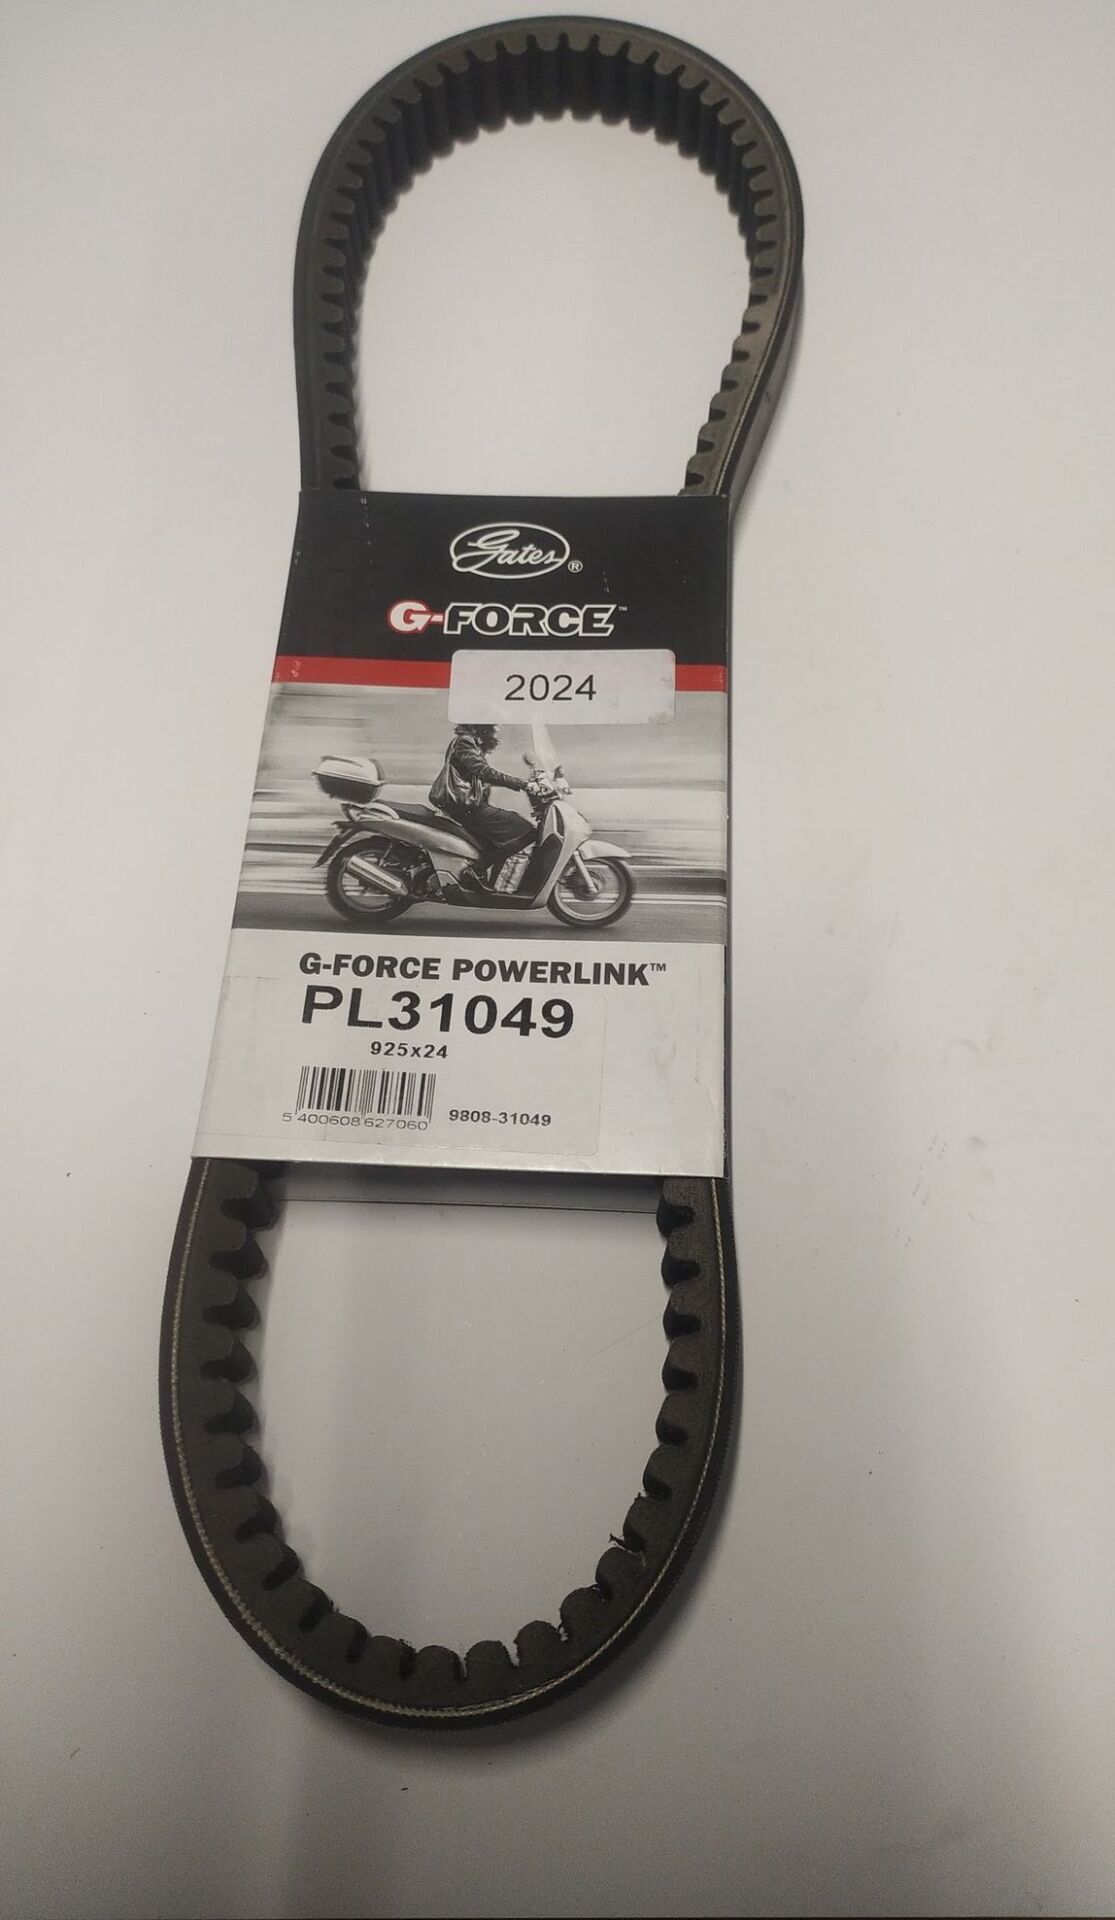 Gates®
G-FORCE™
2024
G-FORCE POWERLINK™
PL31049
925x24
5 400608 627060
9808-31049